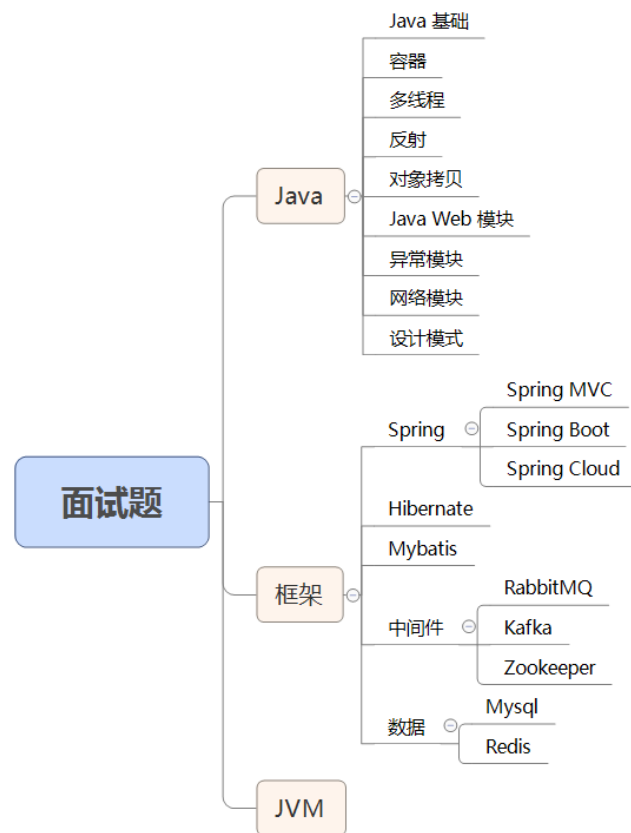 面试题
Java
Java 基础
容器
多线程
反射
对象拷贝
Java Web 模块
异常模块
网络模块
设计模式
框架
Spring
Spring MVC
Spring Boot
Spring Cloud
Hibernate
Mybatis
中间件
RabbitMQ
Kafka
Zookeeper
数据
Mysql
Redis
JVM